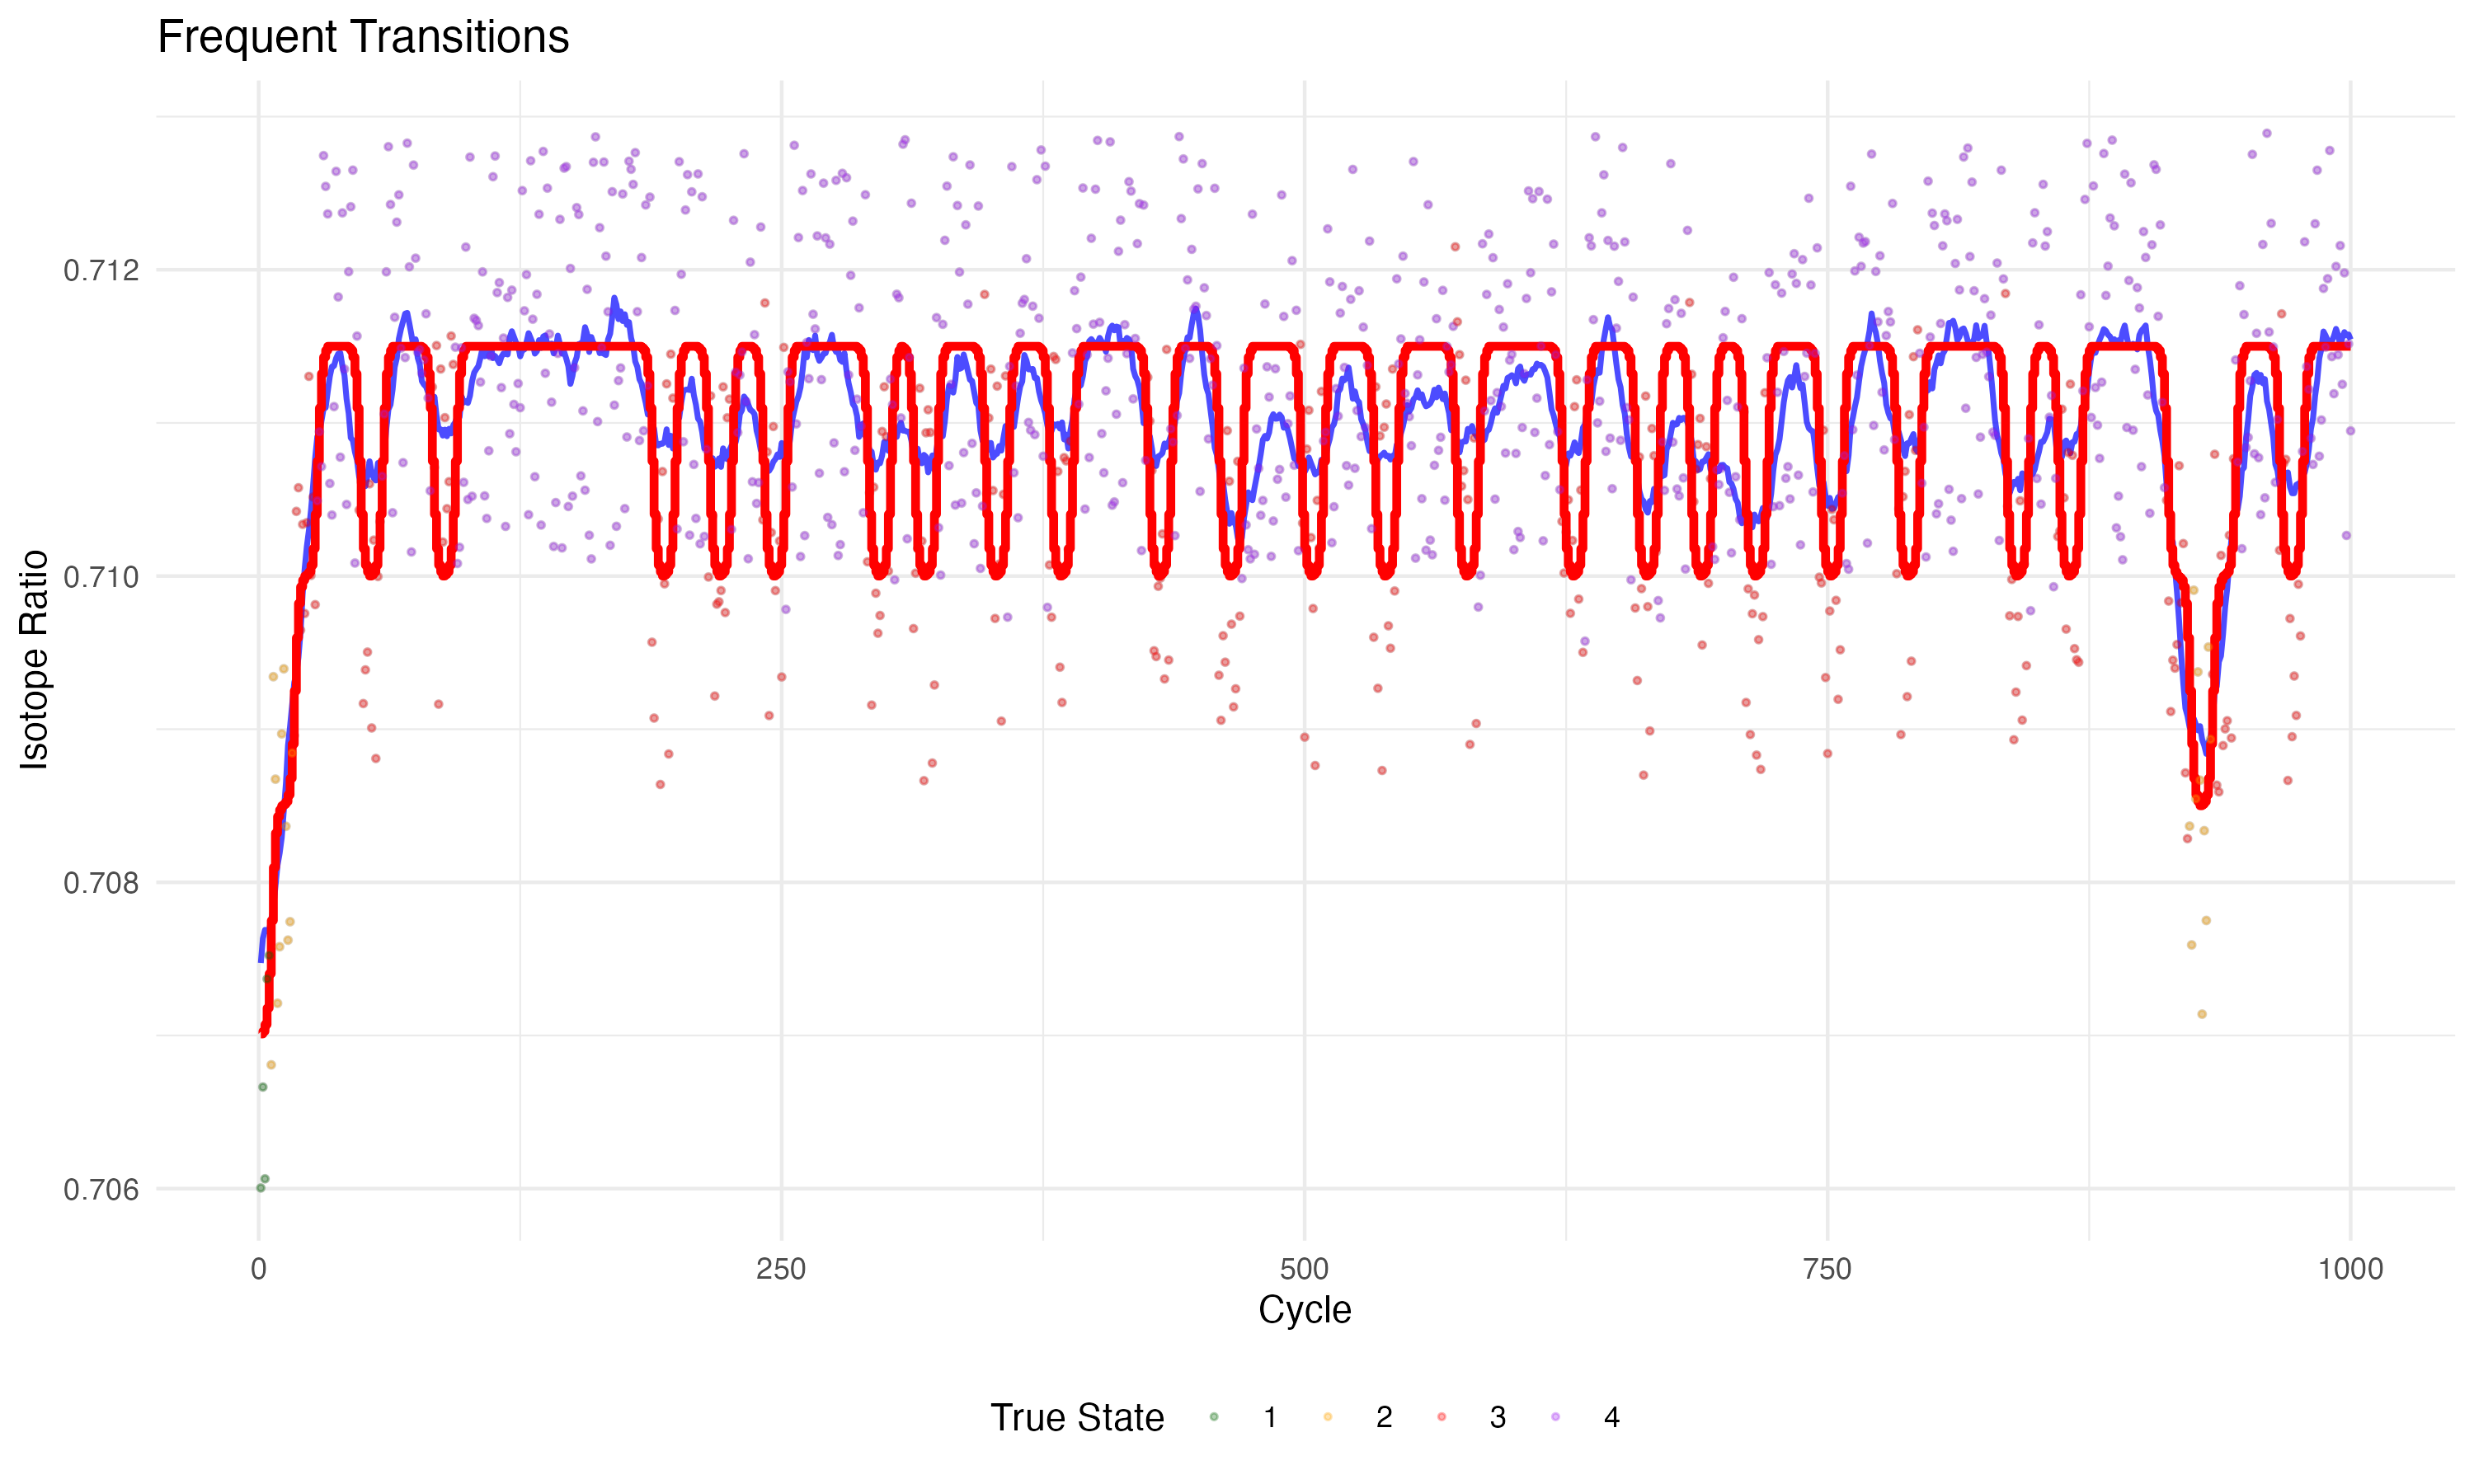 Frequent Transitions
Isotope Ratio
0.712
0.710
0.708
0.706
0 250 500 750 1000
Cycle
True State 1 2 3 4